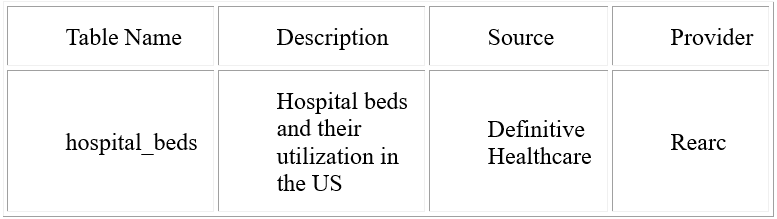 Table Name Description Source Provider
hospital_beds
Hospital beds
and their
utilization in
the US
Definitive
Healthcare
Rearc